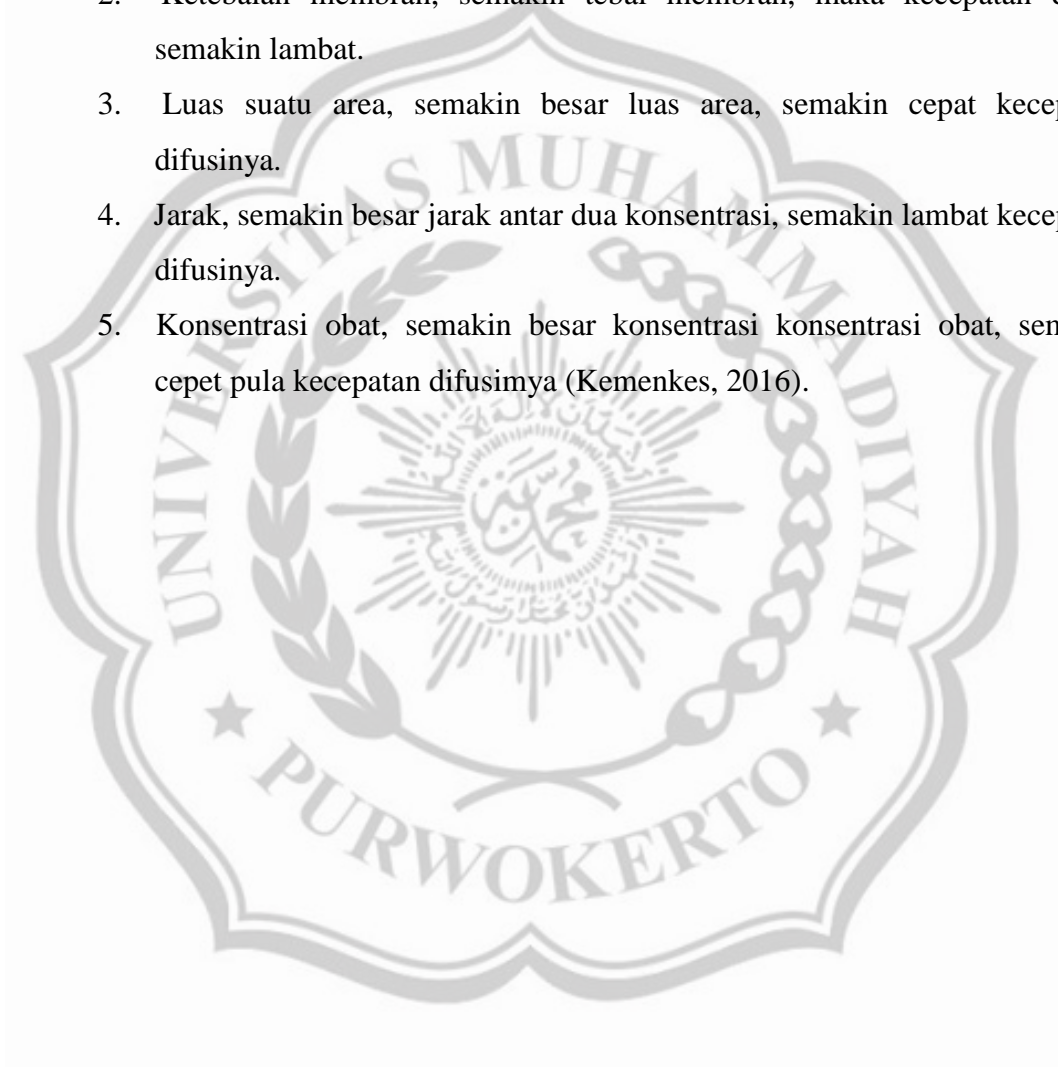 2. Ketebalan membran, semakin tebal membran, maka kecepatan
semakin lambat.
3. Luas suatu area, semakin besar luas area, semakin cepat kecep
difusinya.
4. Jarak, semakin besar jarak antar dua konsentrasi, semakin lambat kecep
difusinya.
5. Konsentrasi obat, semakin besar konsentrasi konsentrasi obat, sem
cepet pula kecepatan difusimya (Kemenkes, 2016).
UNIVERSITAS MUHAMMADIYAH
PURWOKERTO